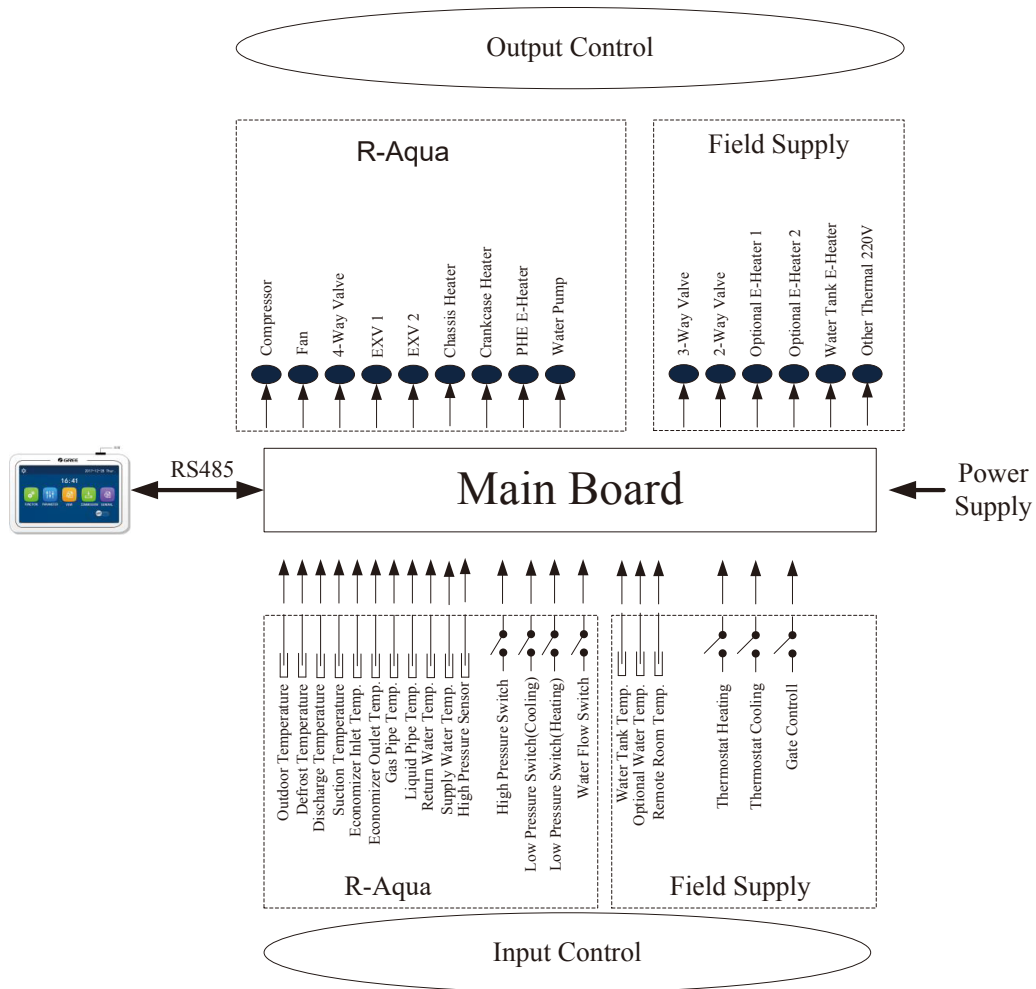 Output Control
R-Aqua
Field Supply
Compressor
Fan
4-Way Valve
EXV 1
EXV 2
Chassis Heater
Crankcase Heater
PHE E-Heater
Water Pump
3-Way Valve
2-Way Valve
Optional E-Heater 1
Optional E-Heater 2
Water Tank E-Heater
Other Thermal 220V
GREE
16:41
RS485
Main Board
Power
Supply
Outdoor Temperature
Defrost Temperature
Discharge Temperature
Suction Temperature
Economizer Inlet Temp.
Economizer Outlet Temp.
Gas Pipe Temp.
Liquid Pipe Temp.
Return Water Temp.
Supply Water Temp.
High Pressure Sensor
High Pressure Switch
Low Pressure Switch(Cooling)
Low Pressure Switch(Heating)
Water Flow Switch
Water Tank Temp.
Optional Water Temp.
Remote Room Temp.
Thermostat Heating
Thermostat Cooling
Gate Controll
R-Aqua
Field Supply
Input Control